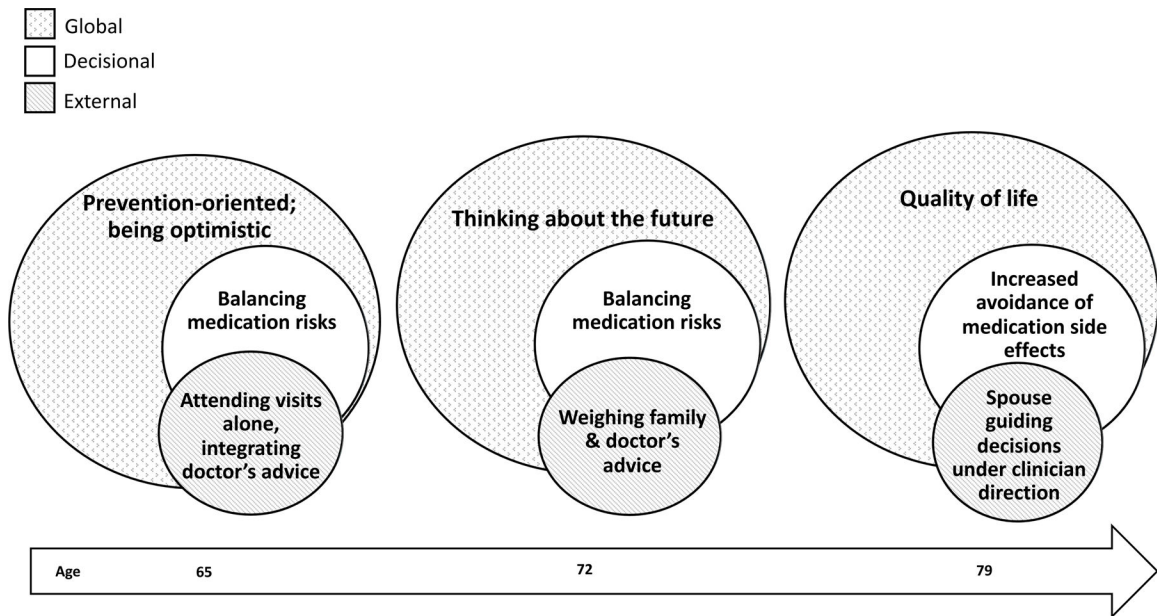 Global
Decisional
External
Prevention-oriented;
being optimistic
Balancing
medication risks
Attending visits
alone,
integrating
doctor's advice
Thinking about the future
Balancing
medication risks
Weighing family
& doctor's
advice
Quality of life
Increased
avoidance of
medication side
effects
Spouse
guiding
decisions
under clinician
direction
Age 65 72 79